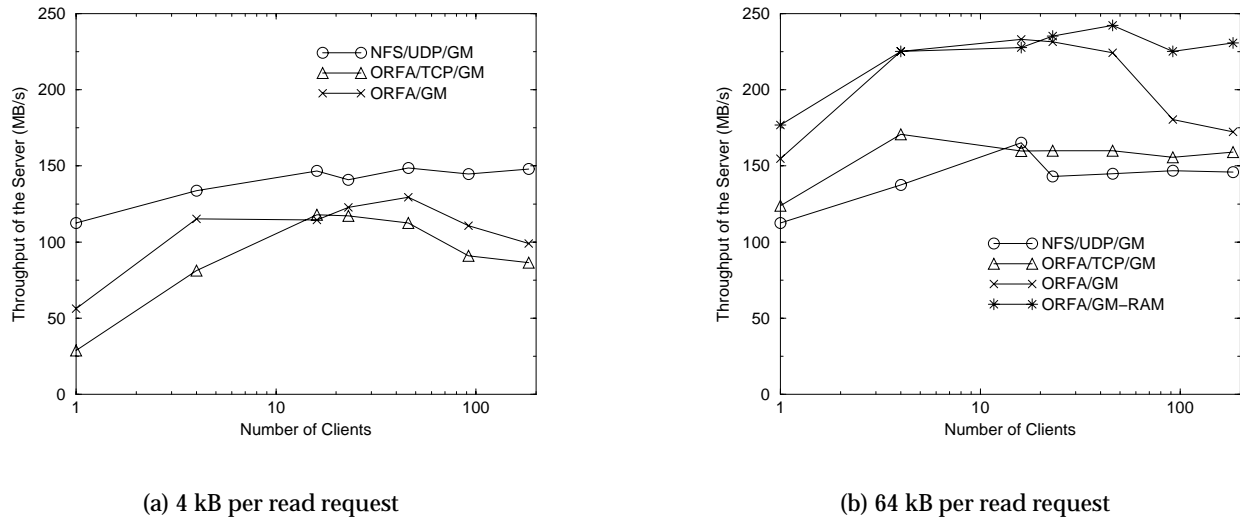 250
200
150
100
50
0
Throughput of the Server (MB/s)
NFS/UDP/GM
ORFA/TCP/GM
ORFA/GM
1
10
100
Number of Clients
(a) 4 kB per read request
250
200
150
100
50
0
Throughput of the Server (MB/s)
NFS/UDP/GM
ORFA/TCP/GM
ORFA/GM
ORFA/GM−RAM
1
10
100
Number of Clients
(b) 64 kB per read request